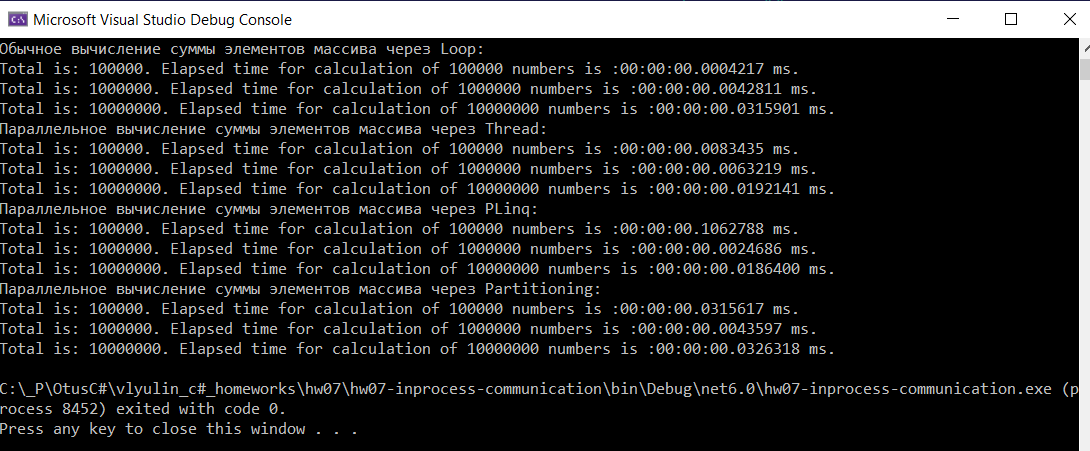 Microsoft Visual Studio Debug Console
Обычное вычисление суммы элементов массива через Loop:
Total is: 100000. Elapsed time for calculation of 100000 numbers is :00:00:00.0004217 ms.
Total is: 1000000. Elapsed time for calculation of 1000000 numbers is :00:00:00.0042811 ms.
Total is: 10000000. Elapsed time for calculation of 10000000 numbers is :00:00:00.0315901 ms.
Параллельное вычисление суммы элементов массива через Thread:
Total is: 100000. Elapsed time for calculation of 100000 numbers is :00:00:00.0083435 ms.
Total is: 1000000. Elapsed time for calculation of 1000000 numbers is :00:00:00.0063219 ms.
Total is: 10000000. Elapsed time for calculation of 10000000 numbers is :00:00:00.0192141 ms.
Параллельное вычисление суммы элементов массива через PLinq:
Total is: 100000. Elapsed time for calculation of 100000 numbers is :00:00:00.1062788 ms.
Total is: 1000000. Elapsed time for calculation of 1000000 numbers is :00:00:00.0024686 ms.
Total is: 10000000. Elapsed time for calculation of 10000000 numbers is :00:00:00.0186400 ms.
Параллельное вычисление суммы элементов массива через Partitioning:
Total is: 100000. Elapsed time for calculation of 100000 numbers is :00:00:00.0315617 ms.
Total is: 1000000. Elapsed time for calculation of 1000000 numbers is :00:00:00.0043597 ms.
Total is: 10000000. Elapsed time for calculation of 10000000 numbers is :00:00:00.0326318 ms.
C:\_P\OtusC#\vlyulin_c#_homeworks\hw07\hw07-inprocess-communication\bin\Debug\net6.0\hw07-inprocess-communication.exe (p
rocess 8452) exited with code 0.
Press any key to close this window . . .